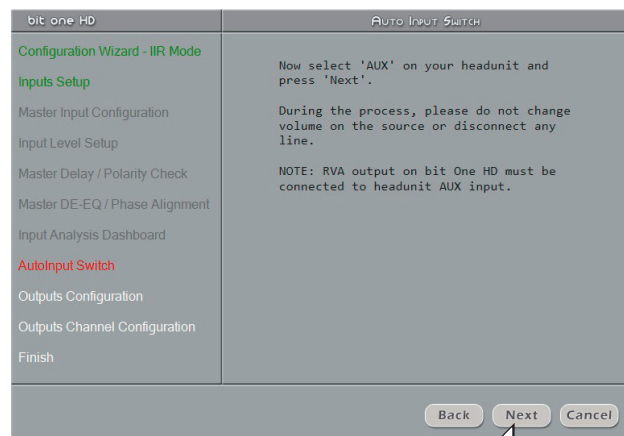 bit one HD
Auto Input Switch
Configuration Wizard - IIR Mode
Inputs Setup
Master Input Configuration
Input Level Setup
Master Delay / Polarity Check
Master DE-EQ / Phase Alignment
Input Analysis Dashboard
AutoInput Switch
Outputs Configuration
Outputs Channel Configuration
Finish
Now select 'AUX' on your headunit and
press 'Next'.
During the process, please do not change
volume on the source or disconnect any
line.
NOTE: RVA output on bit One HD must be
connected to headunit AUX input.
Back
Next
Cancel